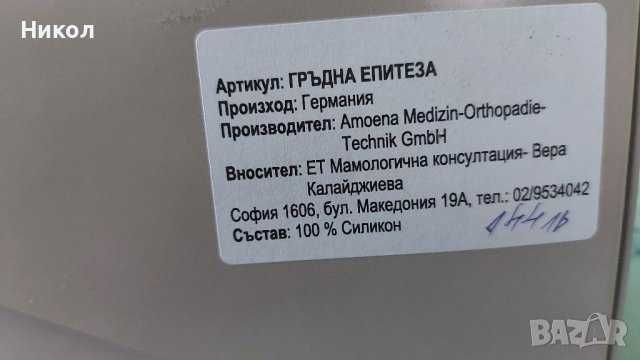 Никол
Артикул: ГРЪДНА ЕПИТЕЗА
Произход: Германия
Производител: Amoena Medizin-Orthopadie-
Technik GmbH
Вносител: ЕТ Мамологична консултация- Вера
Калайджиева
София 1606, бул. Македония 19А, тел.: 02/9534042
Състав: 100 % Силикон
BAZAR